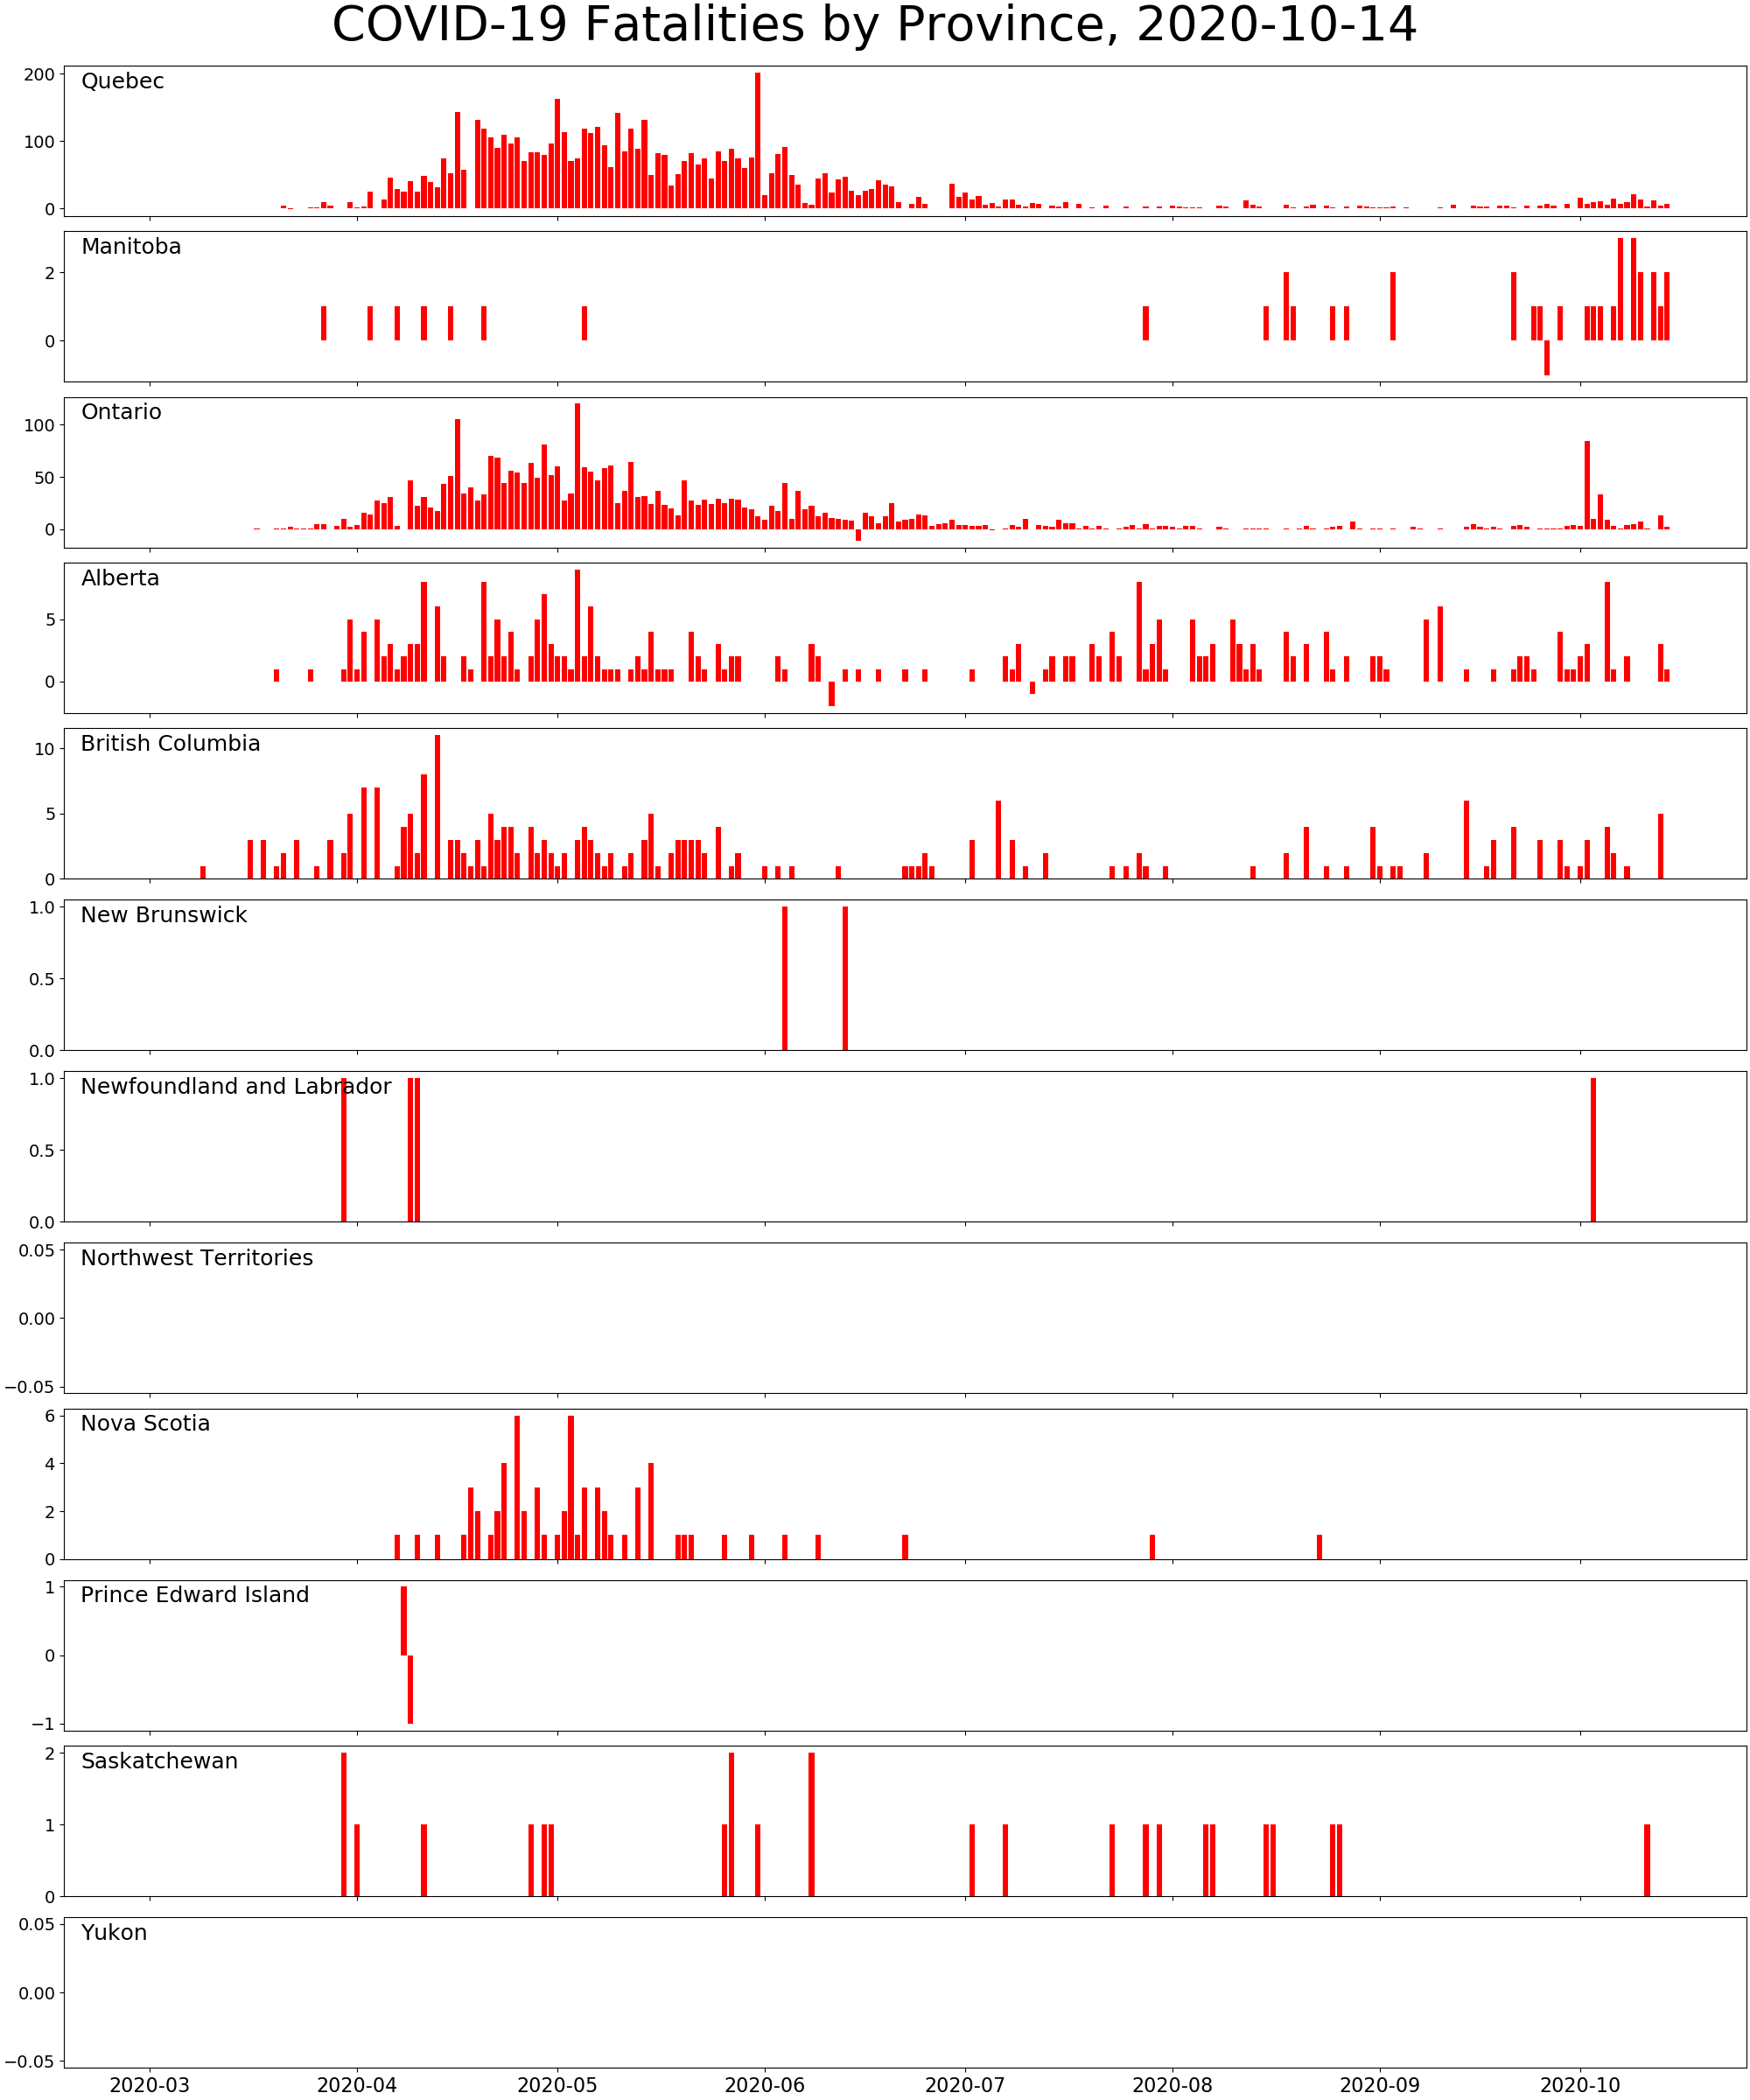 COVID-19 Fatalities by Province, 2020-10-14
Quebec
200
100
0
Manitoba
2
0
Ontario
100
50
0
Alberta
5
0
British Columbia
10
5
0
New Brunswick
1.0
0.5
0.0
Newfoundland and Labrador
1.0
0.5
0.0
Northwest Territories
0.05
0.00
−0.05
Nova Scotia
6
4
2
0
Prince Edward Island
1
0
−1
Saskatchewan
2
1
0
Yukon
0.05
0.00
−0.05
2020-03 2020-04 2020-05 2020-06 2020-07 2020-08 2020-09 2020-10